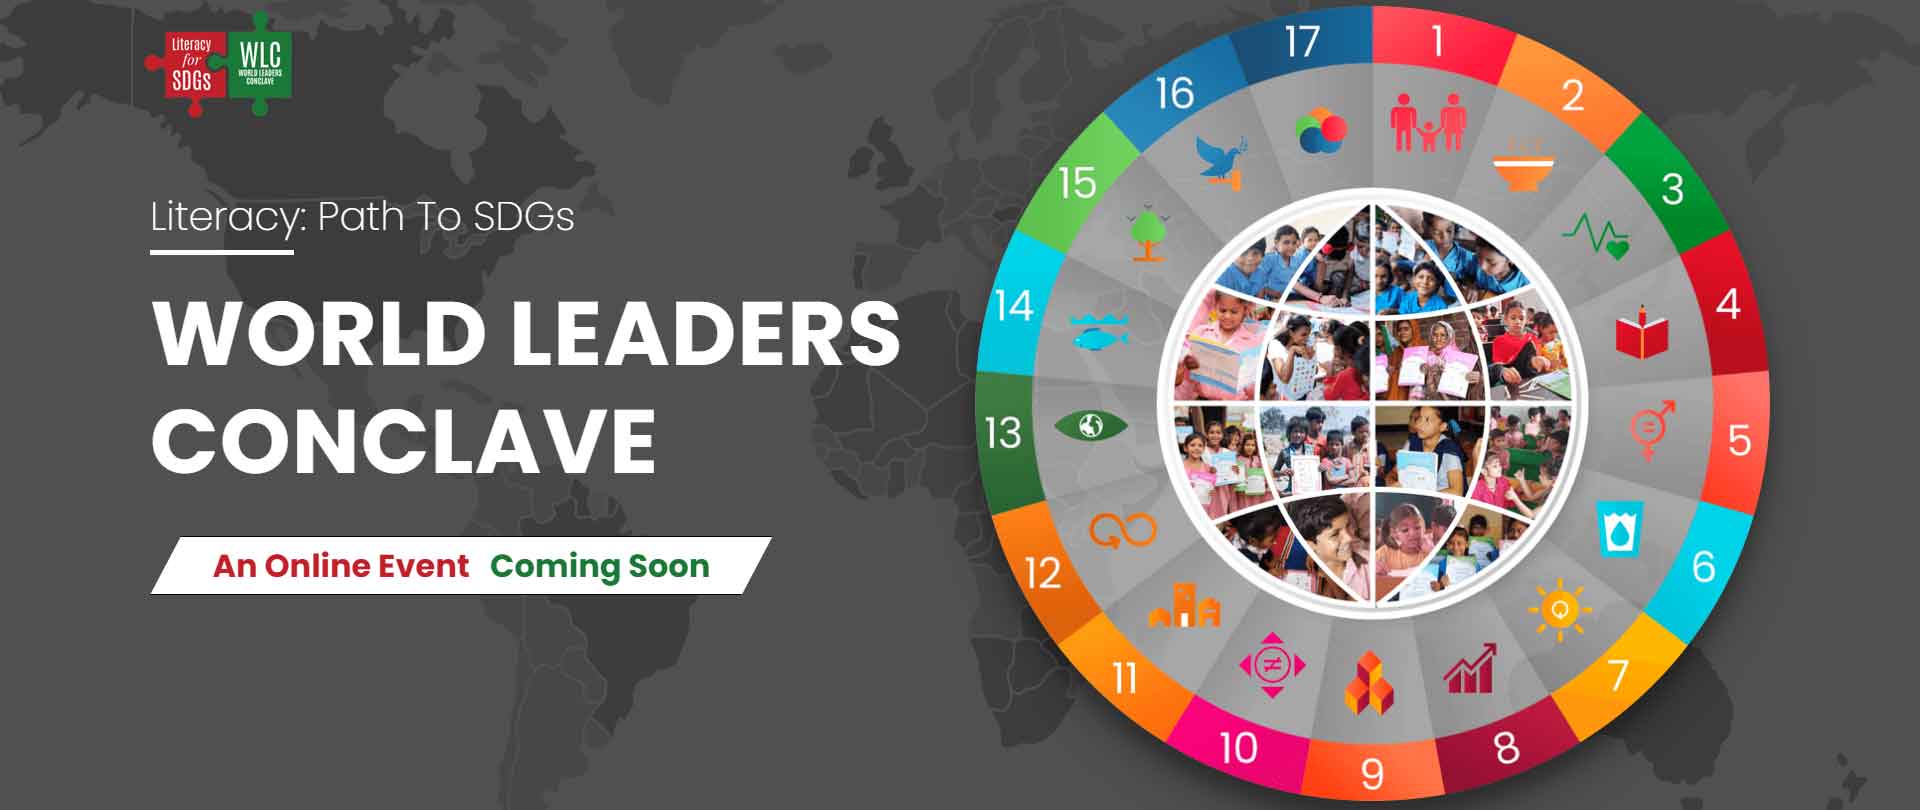 Literacy
for
SDGs
WLC
WORLD LEADERS
CONCLAVE
Literacy: Path To SDGs
WORLD LEADERS
CONCLAVE
An Online Event Coming Soon
1
2
3
4
5
6
7
8
9
10
11
12
13
14
15
16
17